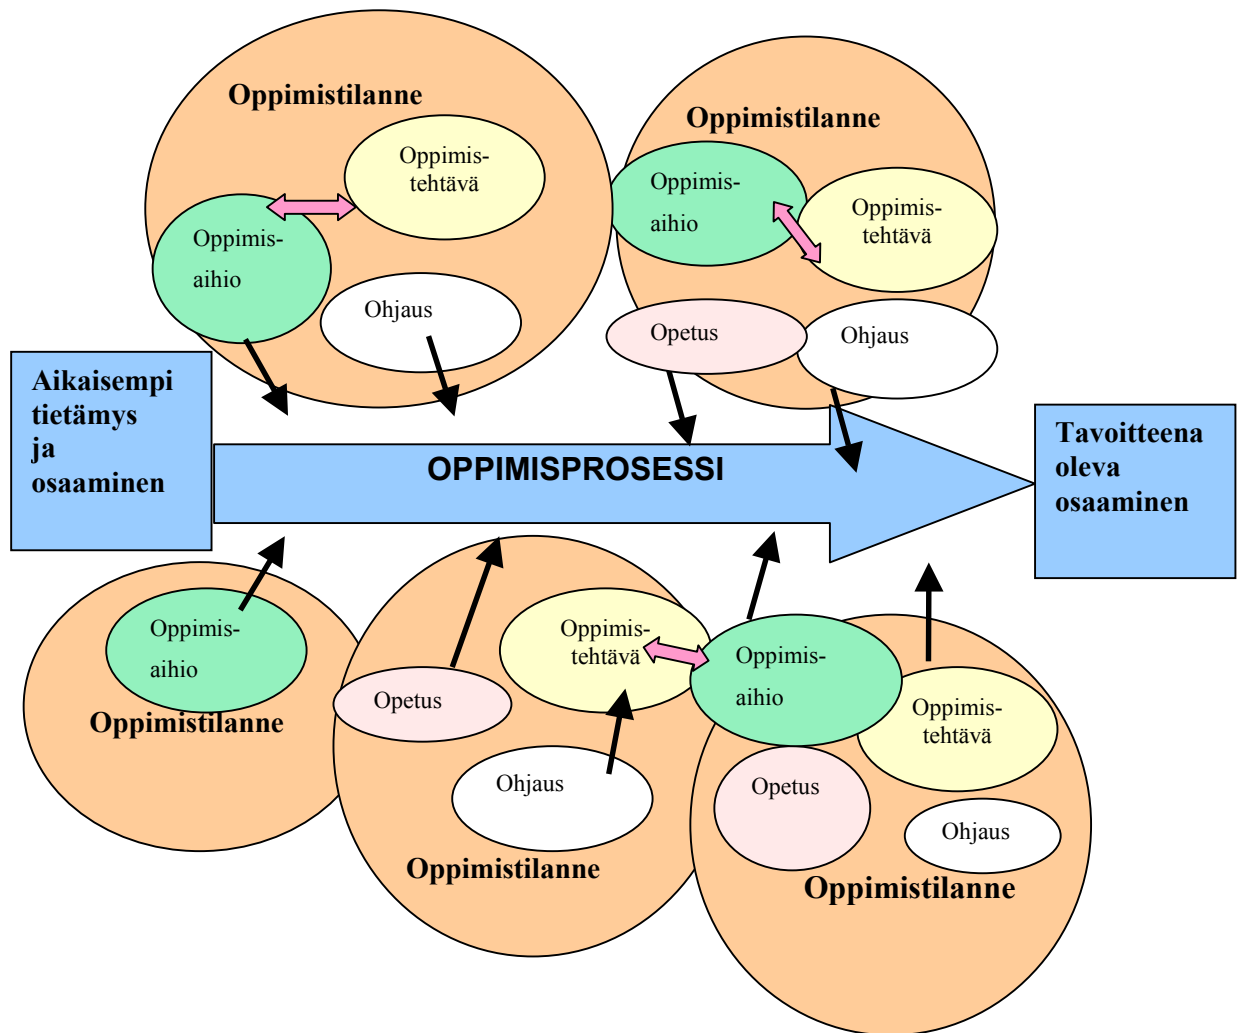 Oppimistilanne
Oppimis-
tehtävä
Oppimis-
aihio
Ohjaus
Oppimistilanne
Oppimis-
aihio
Oppimis-
tehtävä
Opetus
Ohjaus
Aikaisempi
tietämys
ja
osaaminen
OPPIMISPROSESSI
Tavoitteena
oleva
osaaminen
Oppimis-
aihio
Oppimistilanne
Oppimis-
tehtävä
Opetus
Ohjaus
Oppimistilanne
Oppimis-
aihio
Oppimis-
tehtävä
Opetus
Ohjaus
Oppimistilanne